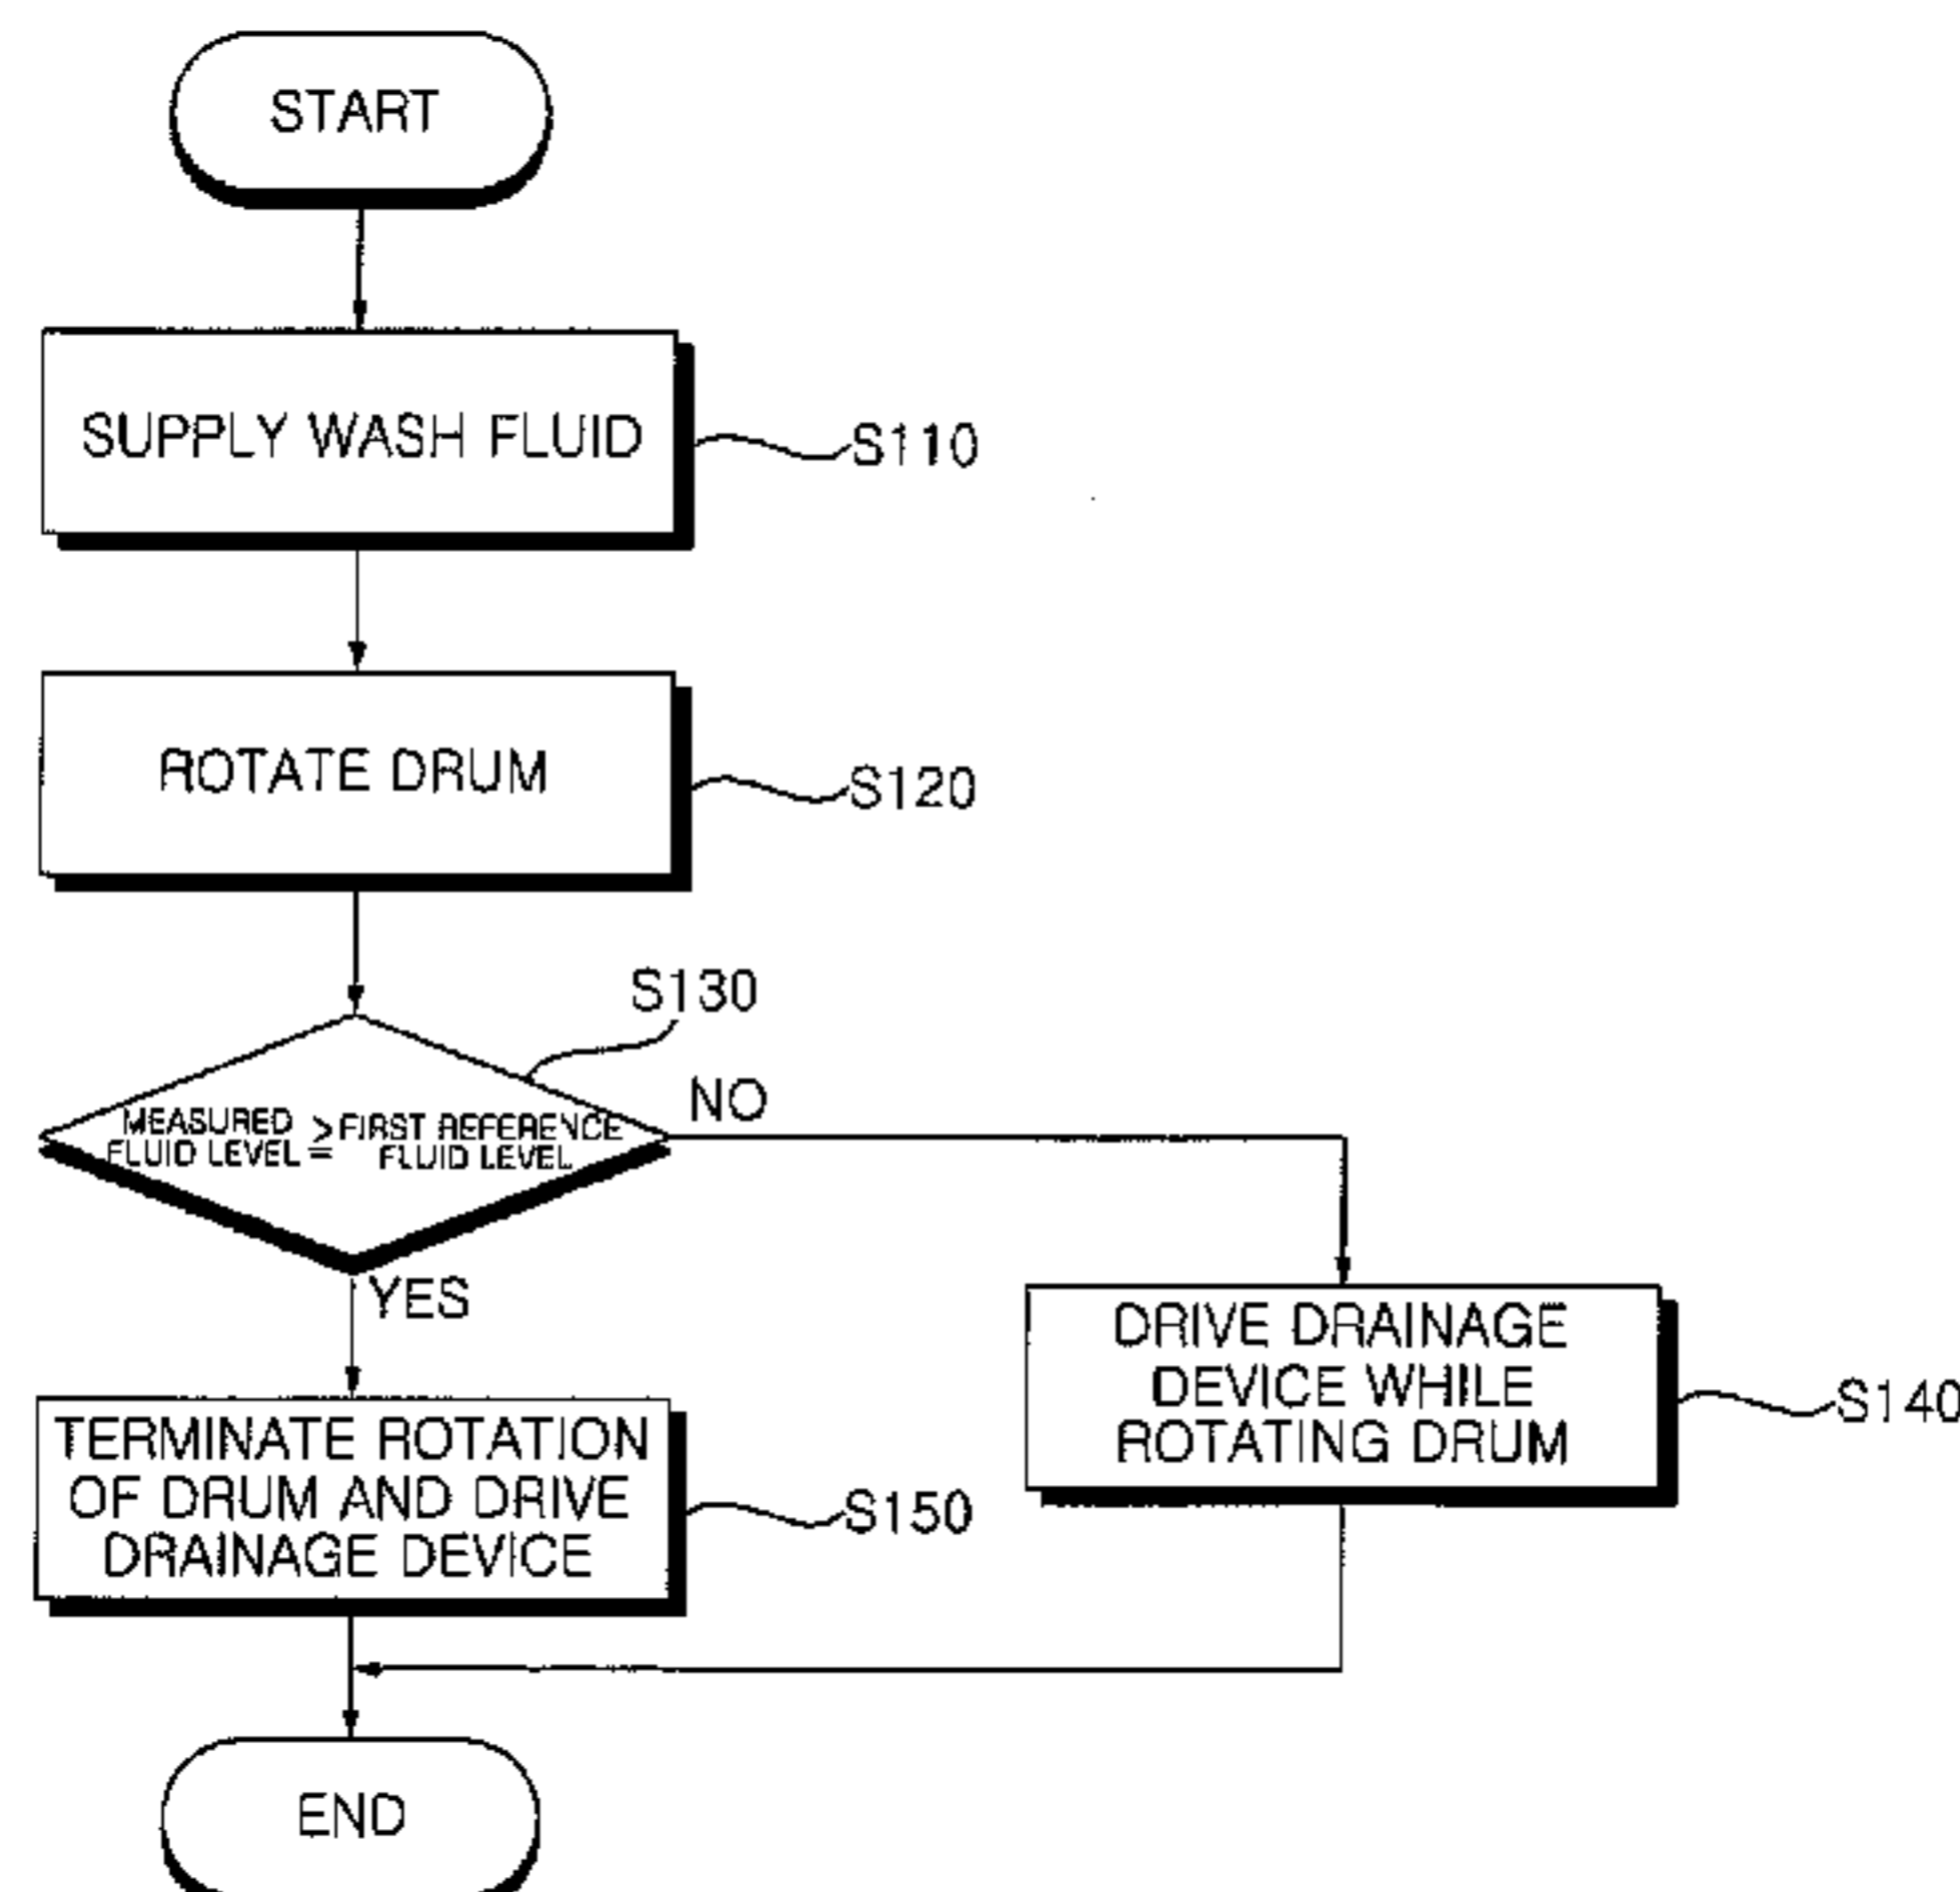 START
SUPPLY WASH FLUID
S110
ROTATE DRUM
S120
S130
MEASURED FLUID LEVEL ≧ FIRST REFERENCE FLUID LEVEL
NO
YES
DRIVE DRAINAGE
DEVICE WHILE
ROTATING DRUM
S140
TERMINATE ROTATION
OF DRUM AND DRIVE
DRAINAGE DEVICE
S150
END